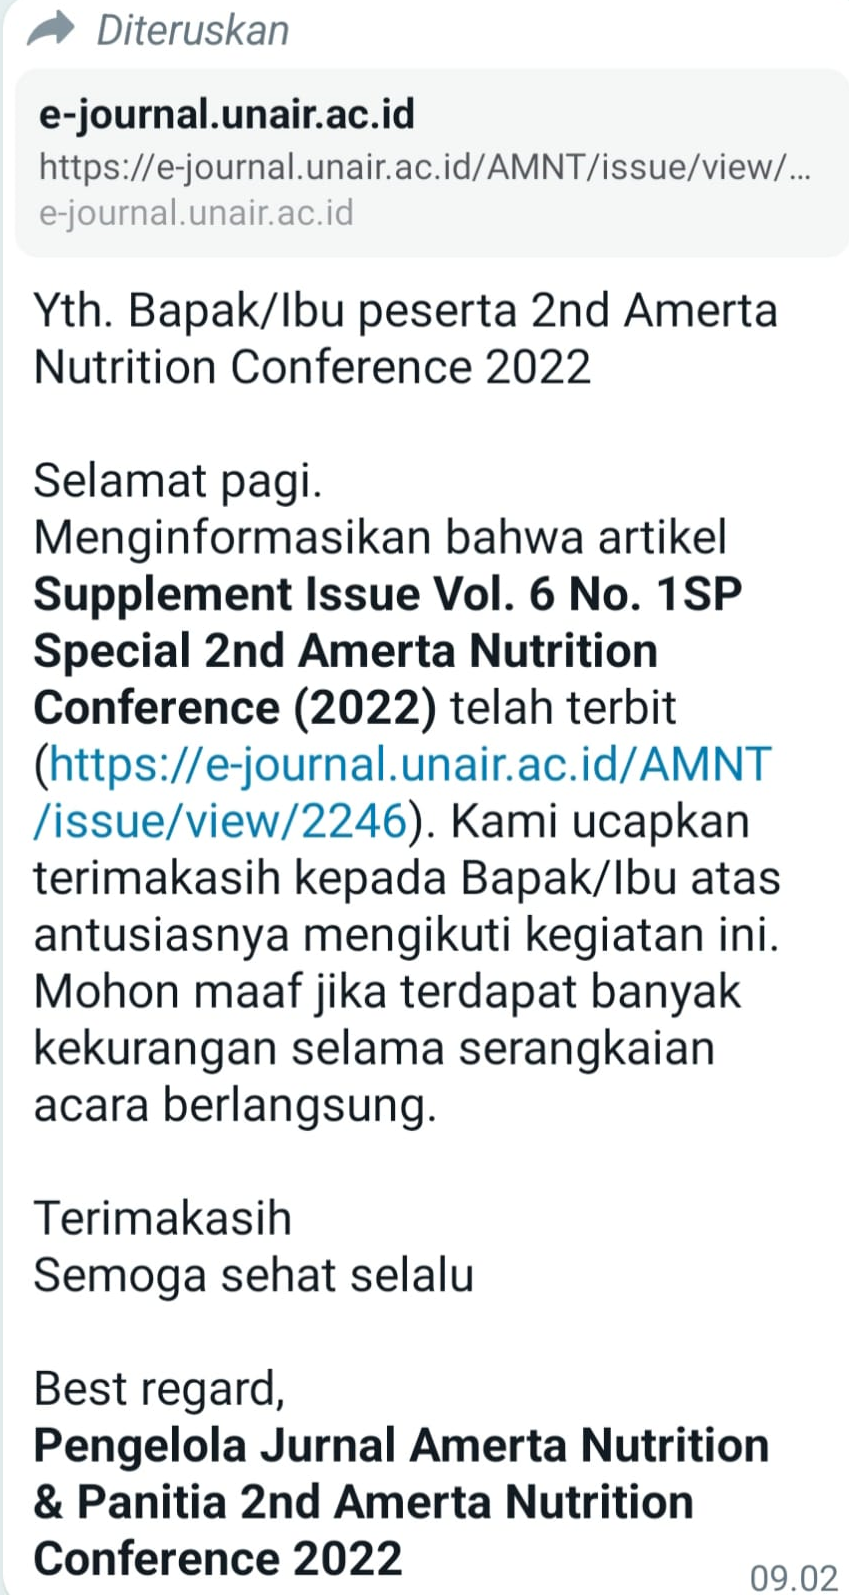 Diteruskan
e-journal.unair.ac.id
https://e-journal.unair.ac.id/AMNT/issue/view/...
e-journal.unair.ac.id
Yth. Bapak/Ibu peserta 2nd Amerta
Nutrition Conference 2022
Selamat pagi.
Menginformasikan bahwa artikel
Supplement Issue Vol. 6 No. 1SP
Special 2nd Amerta Nutrition
Conference (2022) telah terbit
(https://e-journal.unair.ac.id/AMNT
/issue/view/2246). Kami ucapkan
terimakasih kepada Bapak/Ibu atas
antusiasnya mengikuti kegiatan ini.
Mohon maaf jika terdapat banyak
kekurangan selama serangkaian
acara berlangsung.
Terimakasih
Semoga sehat selalu
Best regard,
Pengelola Jurnal Amerta Nutrition
& Panitia 2nd Amerta Nutrition
Conference 2022
09.02